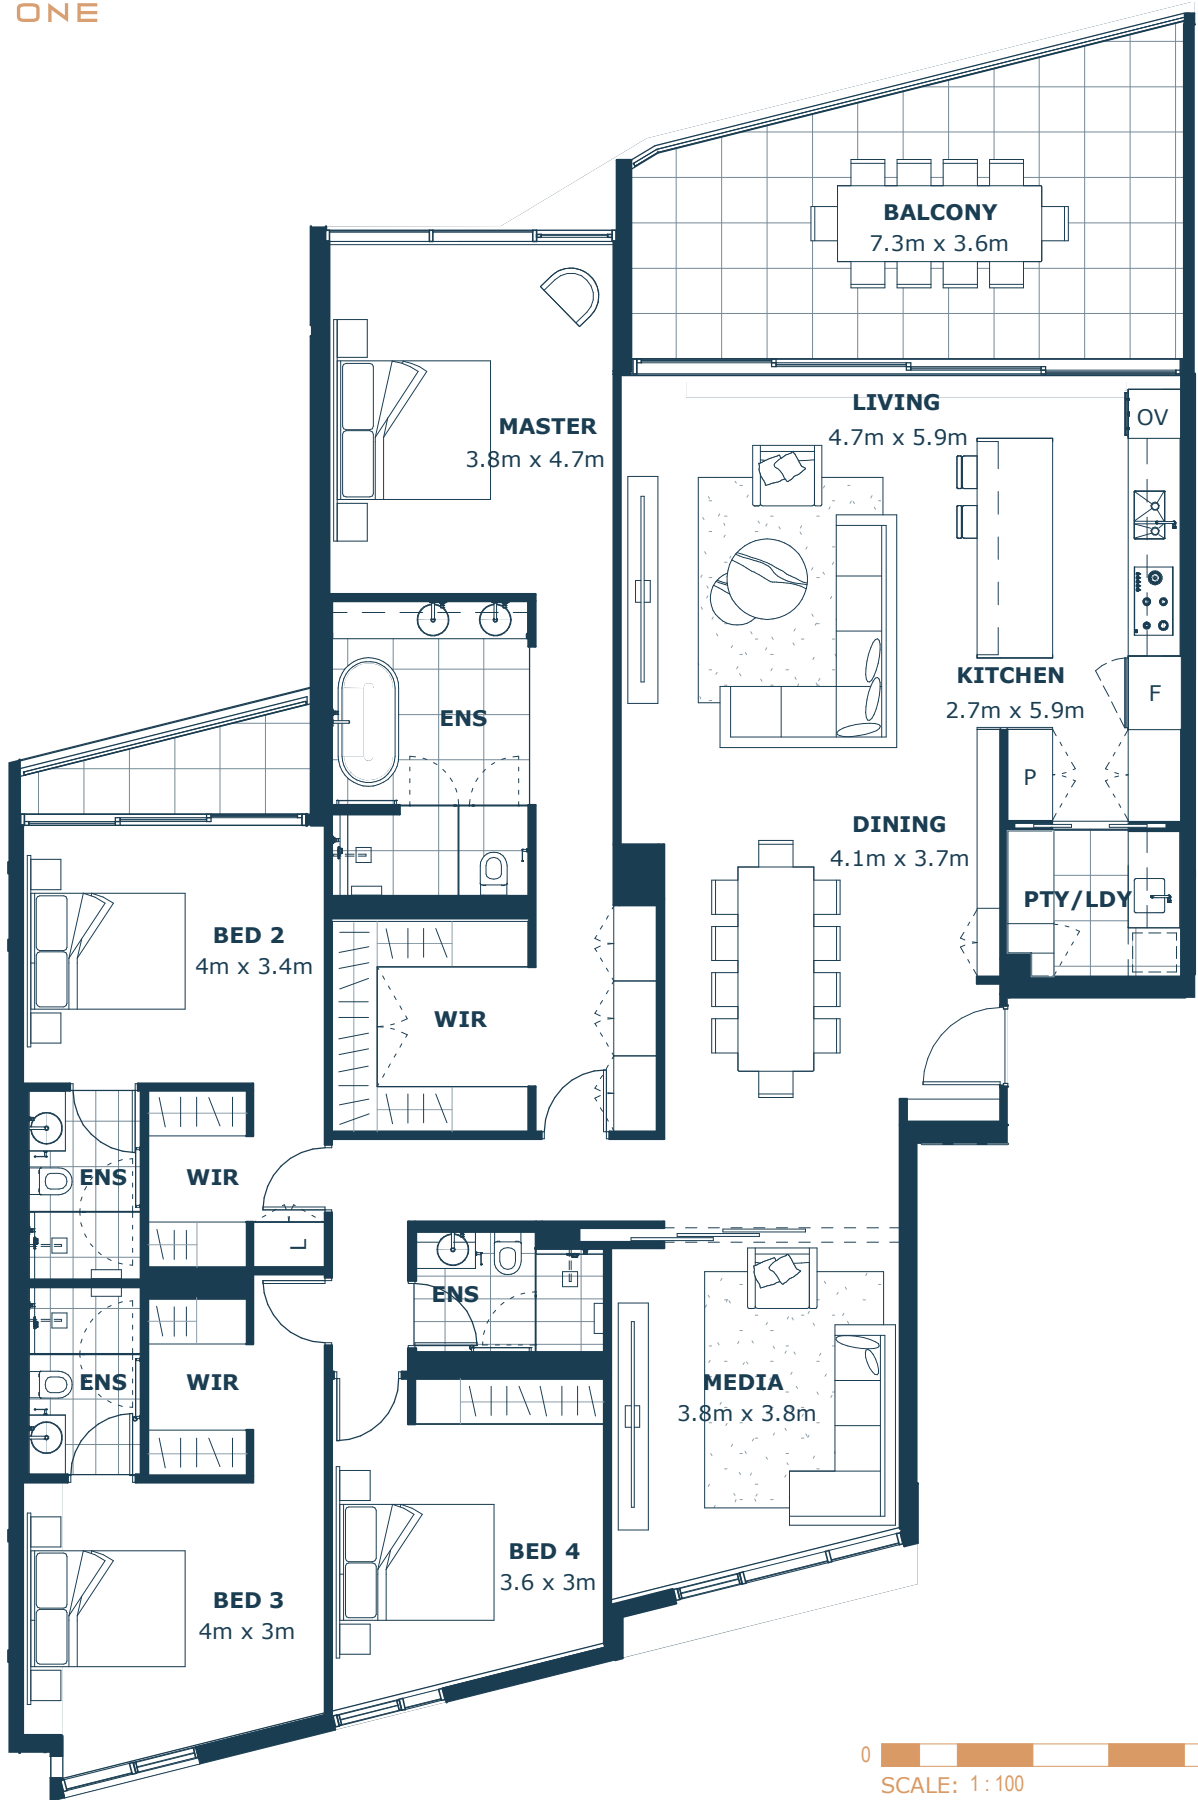 ONE
BALCONY
7.3m x 3.6m
LIVING
4.7m x 5.9m
OV
MASTER
3.8m x 4.7m
KITCHEN
2.7m x 5.9m
F
ENS
P
DINING
4.1m x 3.7m
PTY/LDY
BED 2
4m x 3.4m
WIR
ENS
WIR
L
ENS
ENS
WIR
MEDIA
3.8m x 3.8m
BED 4
3.6 x 3m
BED 3
4m x 3m
0
SCALE: 1 : 100